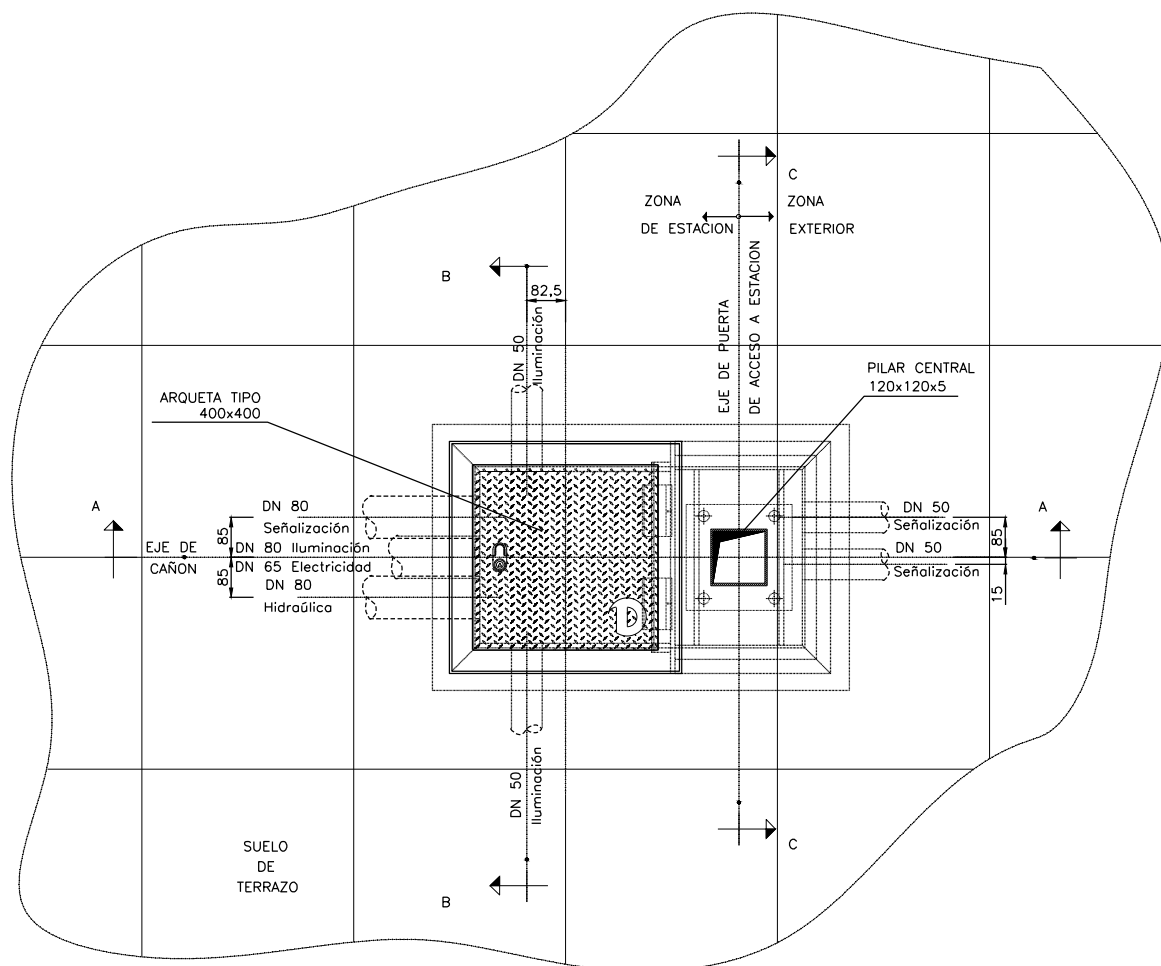 C
ZONA
ZONA
DE ESTACION
EXTERIOR
B
82,5
DN 50
Iluminación
EJE DE PUERTA
DE ACCESO A ESTACION
PILAR CENTRAL
120x120x5
ARQUETA TIPO
400x400
A
DN 80
Señalización
85
EJE DE
CAÑON
DN 80 Iluminación
DN 65 Electricidad
85
DN 80
Hidraúlica
D
DN 50
Señalización
85
DN 50
Señalización
15
A
DN 50
Iluminación
SUELO
DE
TERRAZO
C
B